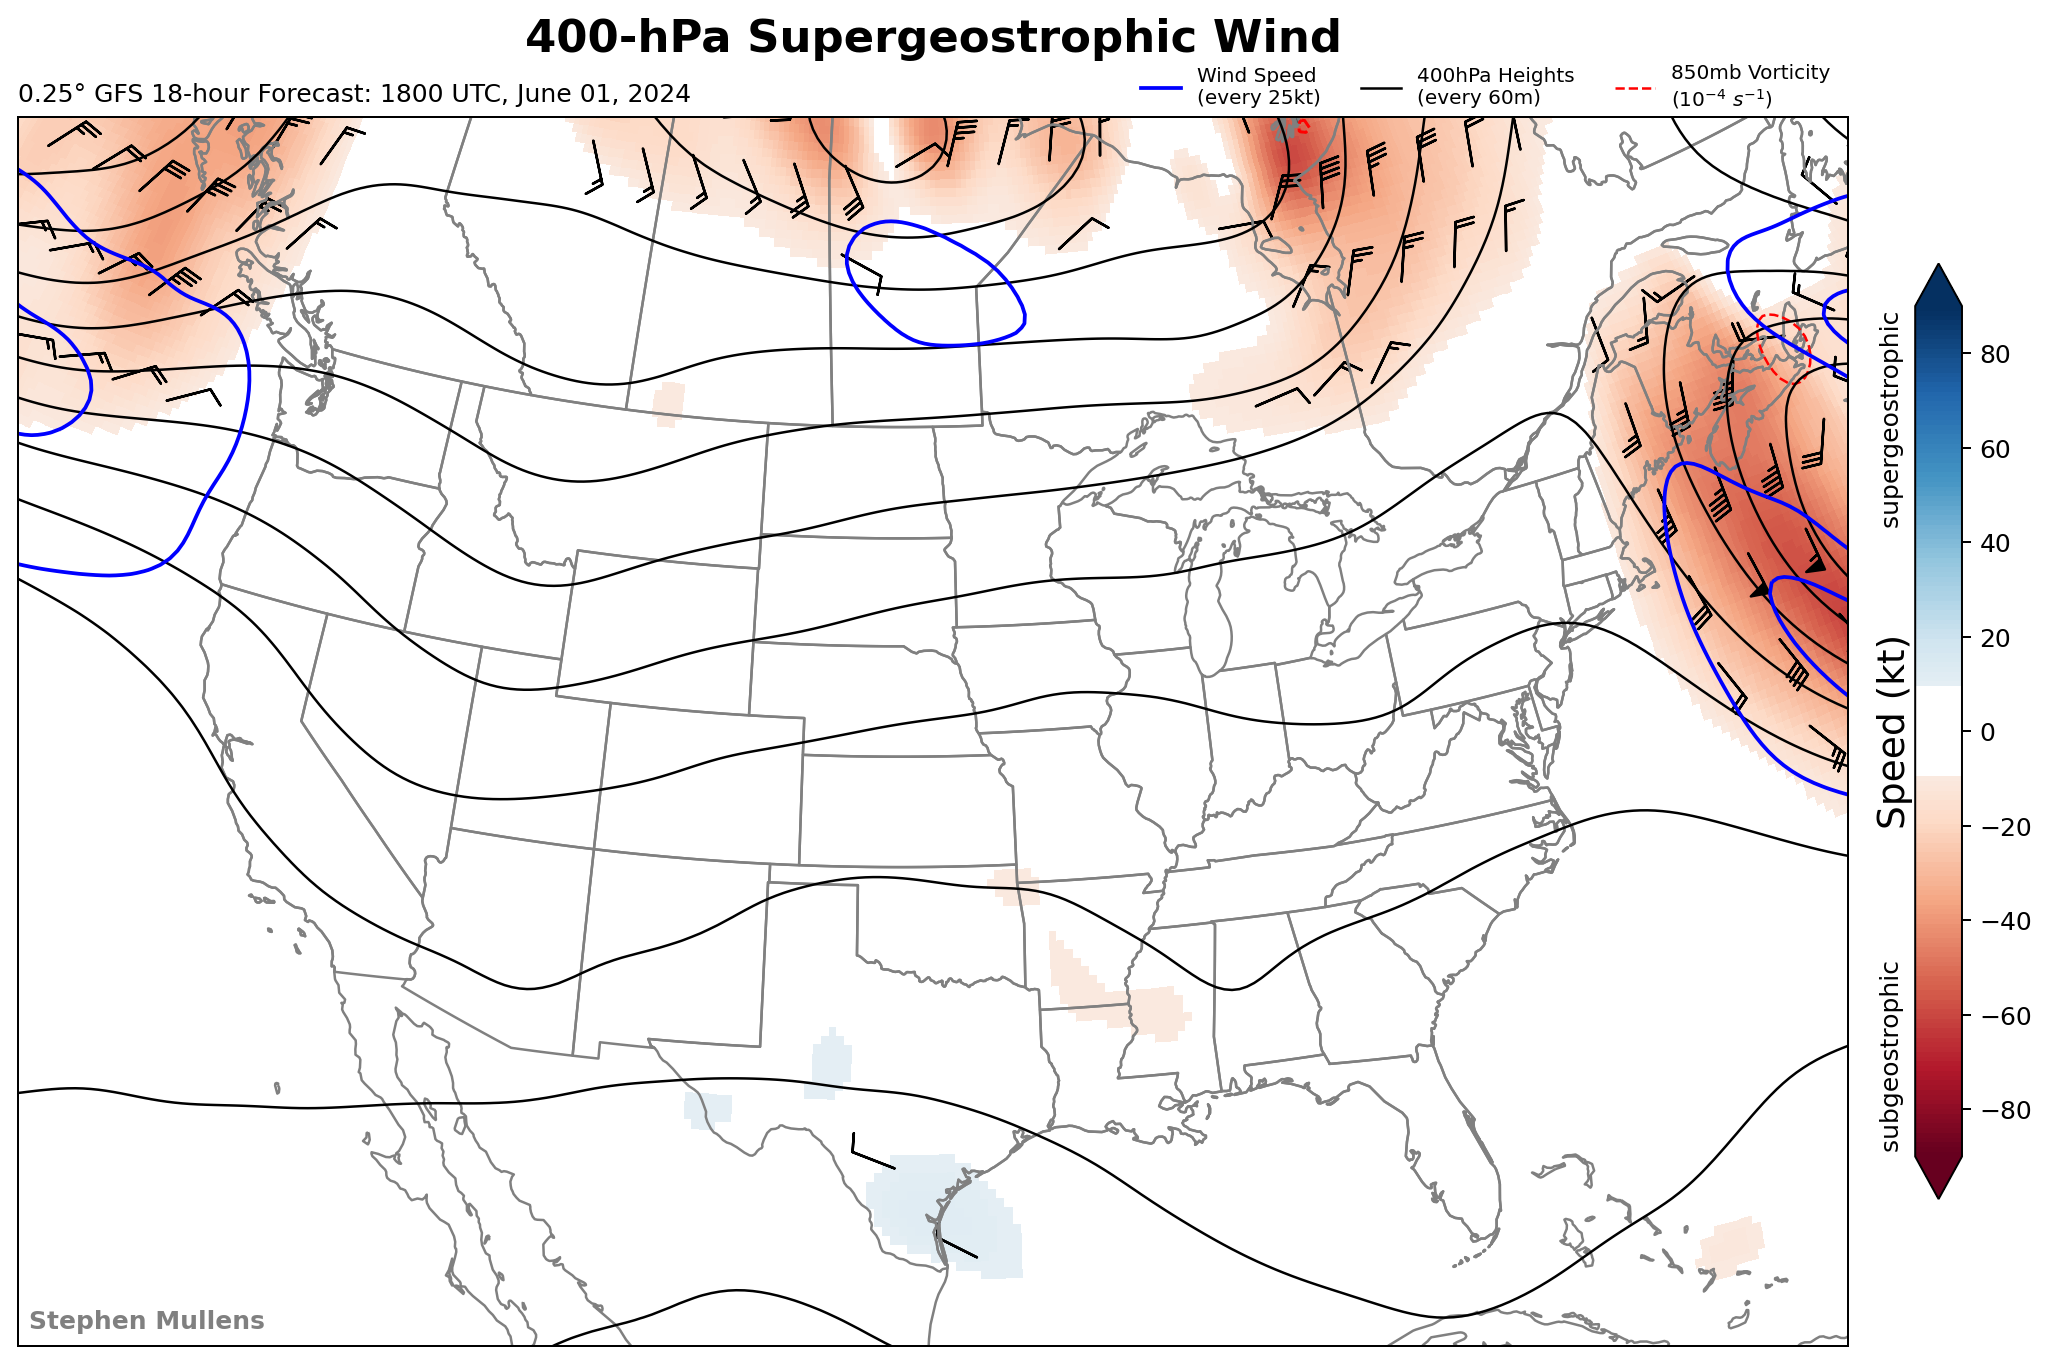 400-hPa Supergeostrophic Wind
0.25° GFS 18-hour Forecast: 1800 UTC, June 01, 2024
Wind Speed
(every 25kt)
400hPa Heights
(every 60m)
850mb Vorticity
(10⁻⁴ s⁻¹)
supergeostrophic
Speed (kt)
subgeostrophic
80
60
40
20
0
−20
−40
−60
−80
Stephen Mullens